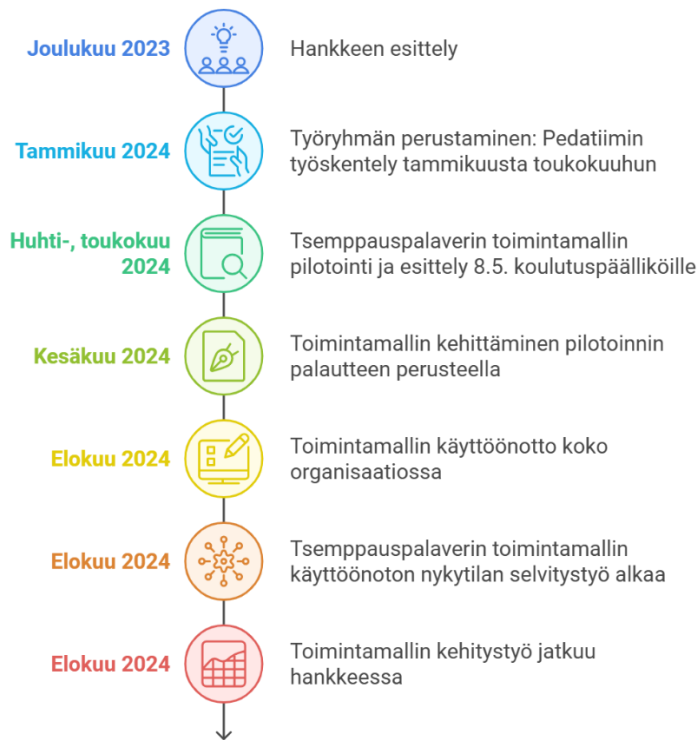 Joulukuu 2023
Hankkeen esittely
Tammikuu 2024
Työryhmän perustaminen: Pedatiimin
työskentely tammikuusta toukokuuhun
Huhti-, toukokuu
2024
Tsemppauspalaverin toimintamallin
pilotointi ja esittely 8.5. koulutuspäälliköille
Kesäkuu 2024
Toimintamallin kehittäminen pilotoinnin
palautteen perusteella
Elokuu 2024
Toimintamallin käyttöönotto koko
organisaatiossa
Elokuu 2024
Tsemppauspalaverin toimintamallin
käyttöönoton nykytilan selvitystyö alkaa
Elokuu 2024
Toimintamallin kehitystyö jatkuu
hankkeessa